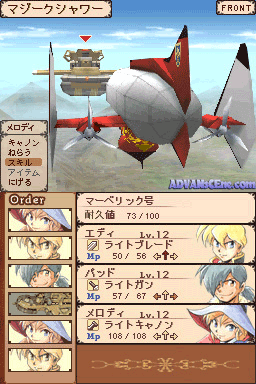 マジークシャワー
FRONT
メロディ
キャノン
ねらう
スキル
アイテム
にげる
ADVANsCEne.com
Order
マーベリック号
耐久値 73/100
エディ Lv.12
ライトブレード
Mp 50/56
パッド Lv.12
ライトガン
Mp 57/67
メロディ Lv.12
ライトキャノン
Mp 108/108